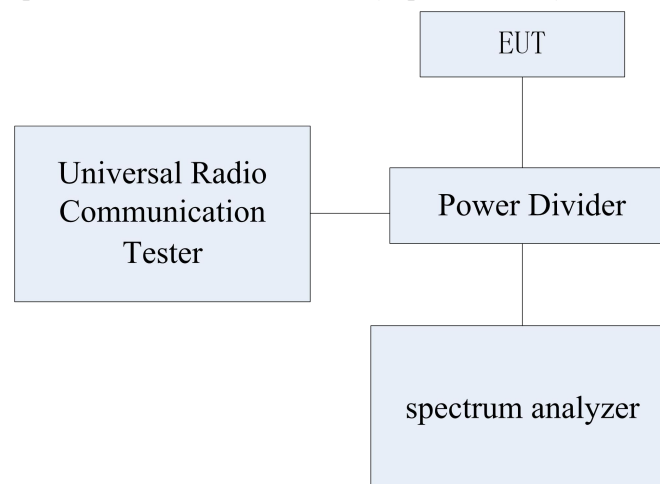 EUT
Universal Radio
Communication
Tester
Power Divider
spectrum analyzer